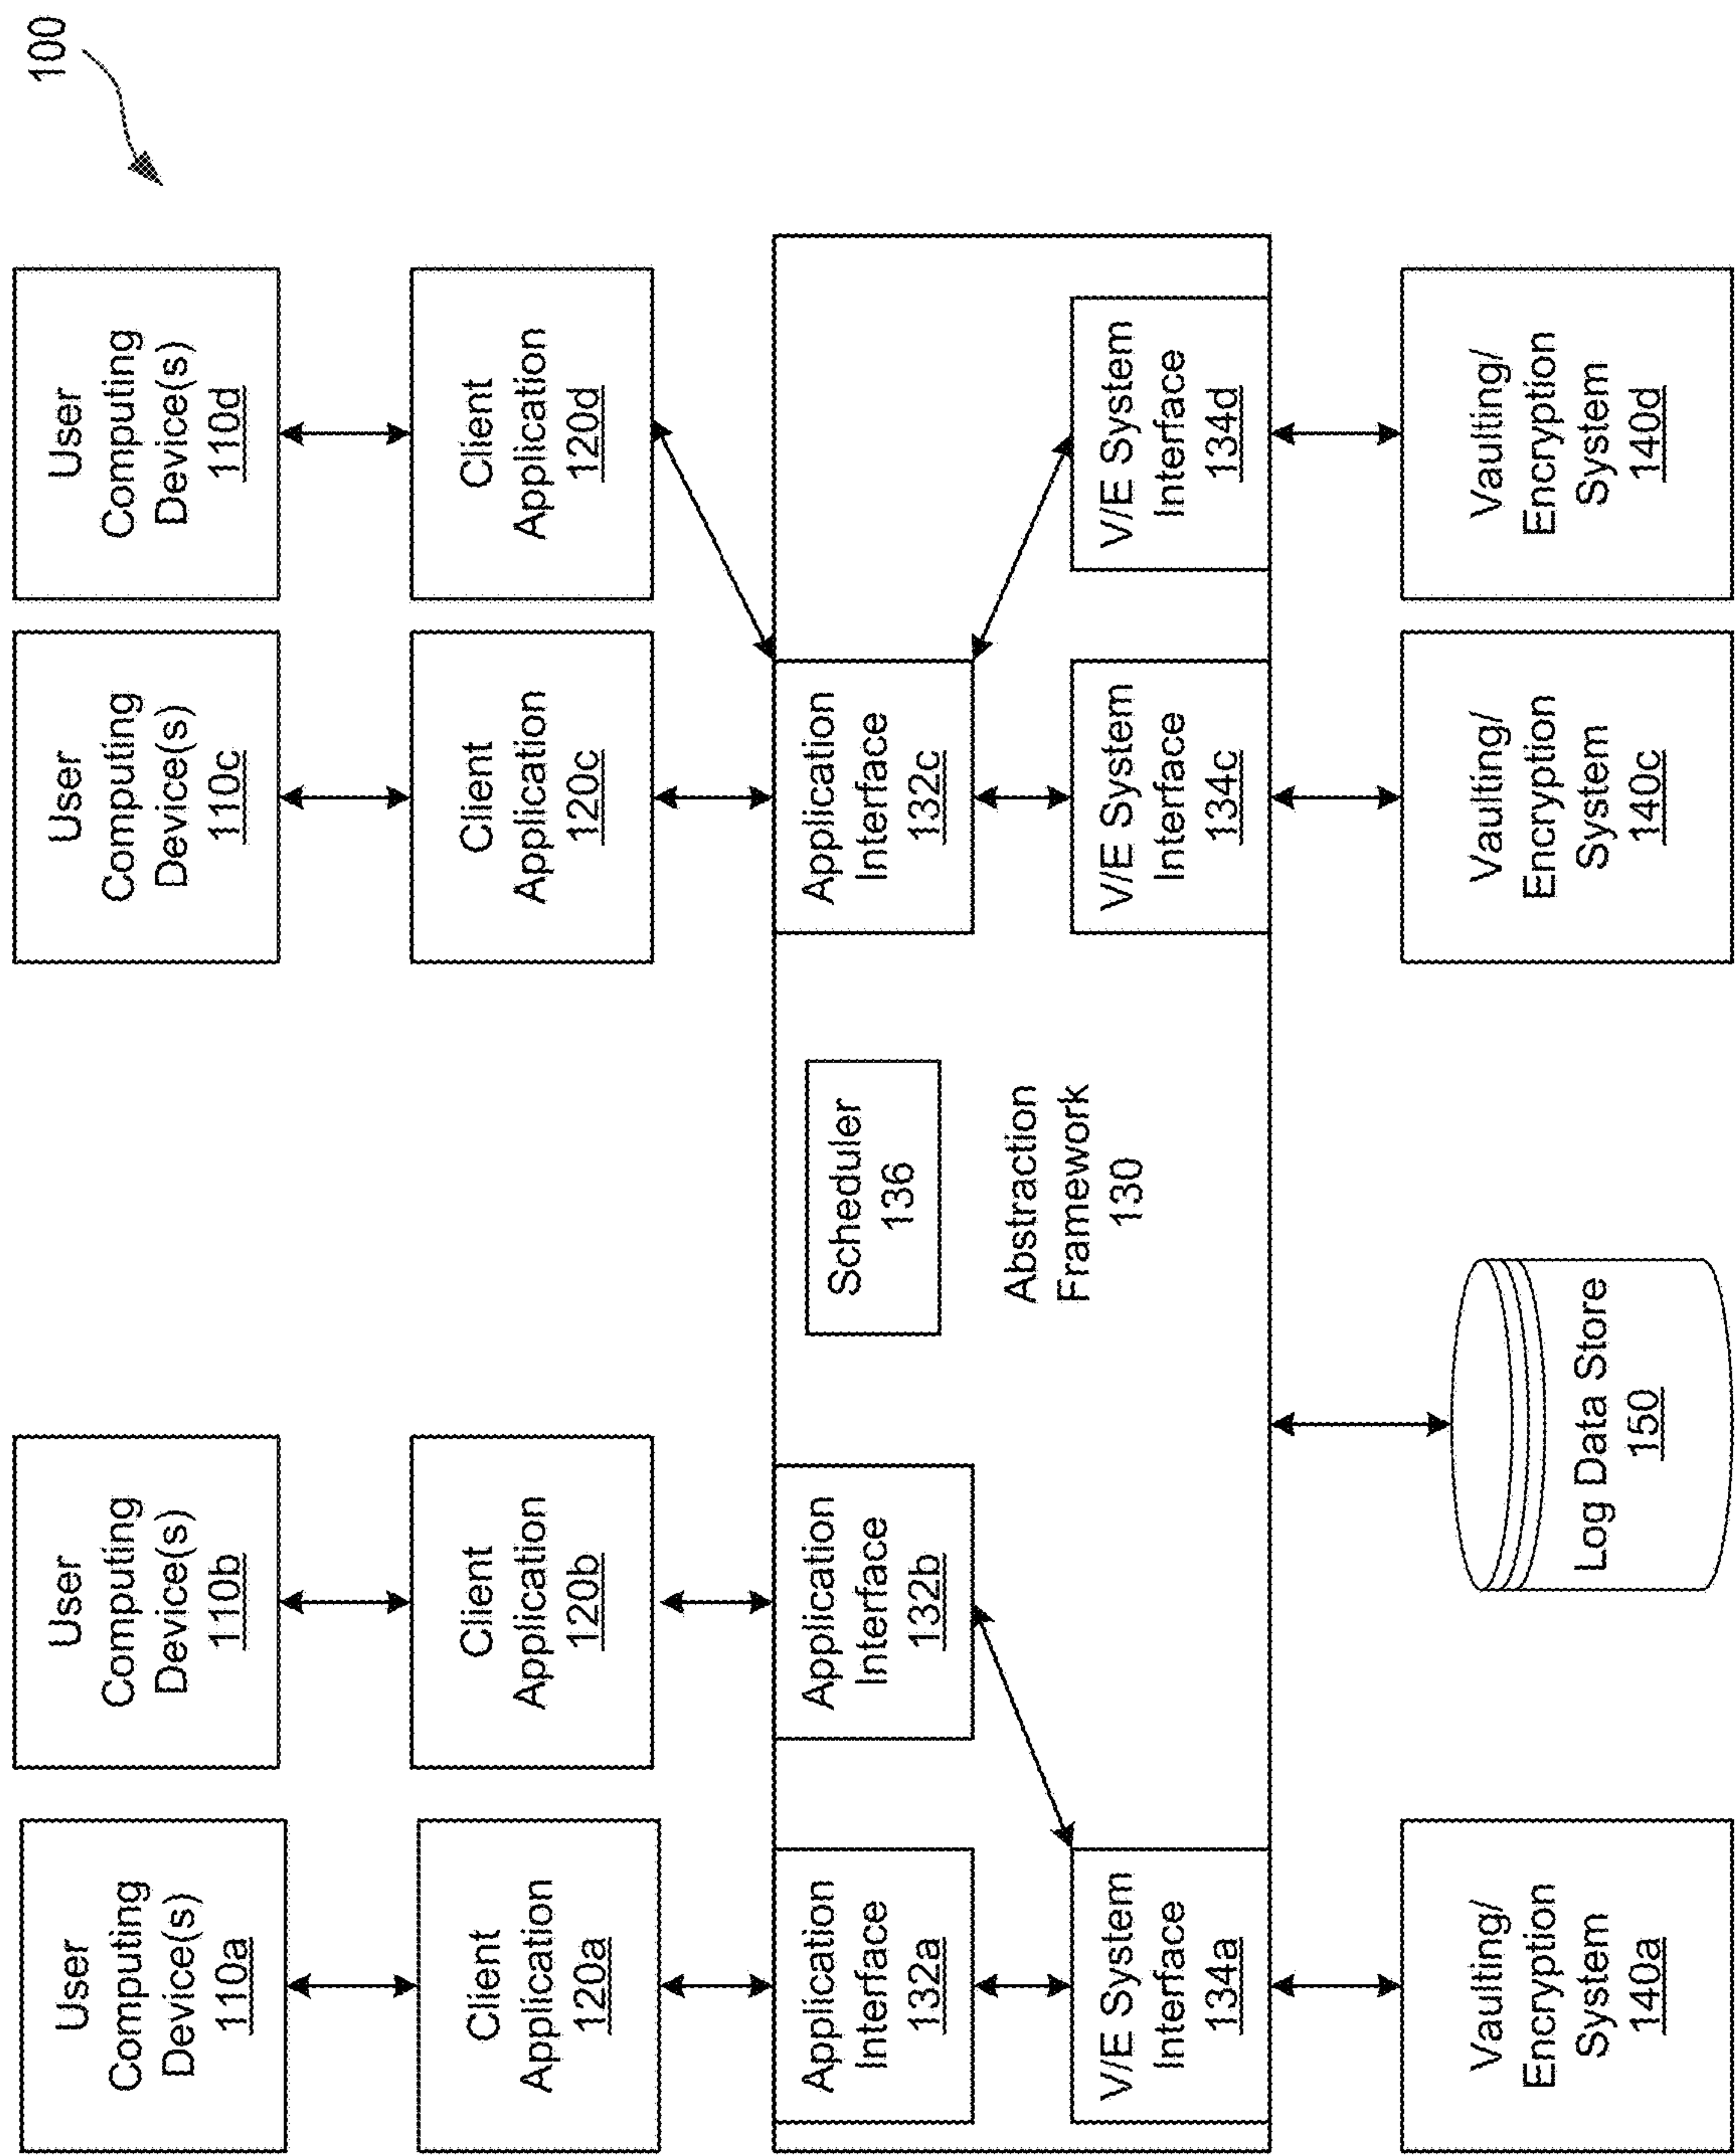 100
User
Computing
Device(s)
110a
User
Computing
Device(s)
110b
User
Computing
Device(s)
110c
User
Computing
Device(s)
110d
Client
Application
120a
Client
Application
120b
Client
Application
120c
Client
Application
120d
Application
Interface
132a
Application
Interface
132b
Scheduler
136
Application
Interface
132c
Abstraction
Framework
130
V/E System
Interface
134a
V/E System
Interface
134c
V/E System
Interface
134d
Vaulting/
Encryption
System
140a
Log Data Store
150
Vaulting/
Encryption
System
140c
Vaulting/
Encryption
System
140d